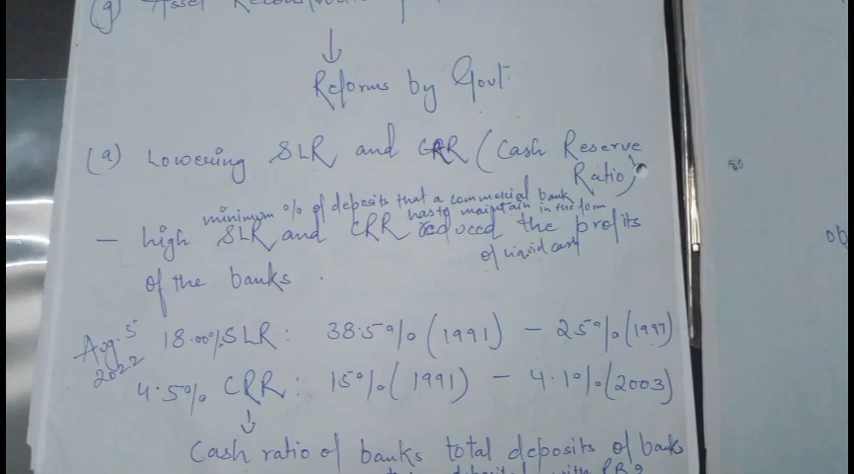 (g) Asset Reconstruction
↓
Reforms by Govt.
(a) Lowering SLR and CRR (Cash Reserve
Ratio)
minimum % of deposits that a commercial bank
has to maintain in the form
of liquid cash
- high SLR and CRR reduced the profits
of the banks.
Aug. 5
2022
18.00% SLR: 38.5% (1991) - 25% (1997)
4.5% CRR: 15% (1991) - 4.1% (2003)
↓
Cash ratio of banks total deposits of banks